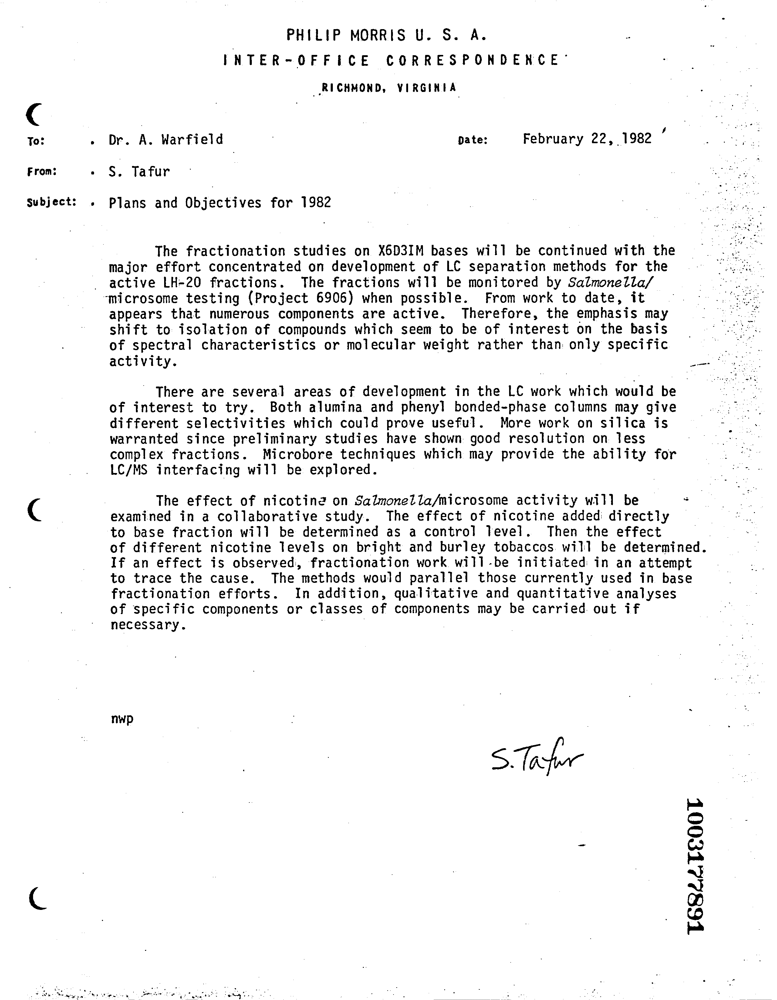 PHILIP MORRIS U. S. A.
INTER-OFFICE CORRESPONDENCE
RICHMOND, VIRGINIA
To: . Dr. A. Warfield Date: February 22, 1982
From: . S. Tafur
Subject: . Plans and Objectives for 1982
The fractionation studies on X6D3IM bases will be continued with the
major effort concentrated on development of LC separation methods for the
active LH-20 fractions. The fractions will be monitored by Salmonella/
microsome testing (Project 6906) when possible. From work to date, it
appears that numerous components are active. Therefore, the emphasis may
shift to isolation of compounds which seem to be of interest on the basis
of spectral characteristics or molecular weight rather than only specific
activity.
There are several areas of development in the LC work which would be
of interest to try. Both alumina and phenyl bonded-phase columns may give
different selectivities which could prove useful. More work on silica is
warranted since preliminary studies have shown good resolution on less
complex fractions. Microbore techniques which may provide the ability for
LC/MS interfacing will be explored.
The effect of nicotine on Salmonella/microsome activity will be
examined in a collaborative study. The effect of nicotine added directly
to base fraction will be determined as a control level. Then the effect
of different nicotine levels on bright and burley tobaccos will be determined.
If an effect is observed, fractionation work will be initiated in an attempt
to trace the cause. The methods would parallel those currently used in base
fractionation efforts. In addition, qualitative and quantitative analyses
of specific components or classes of components may be carried out if
necessary.
nwp
S. Tafur
1003177891